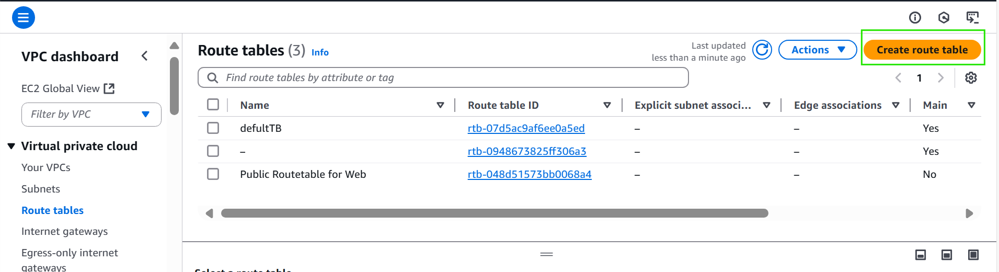 VPC dashboard
EC2 Global View
Filter by VPC
Virtual private cloud
Your VPCs
Subnets
Route tables
Internet gateways
Egress-only internet
gateways
Route tables (3) Info
Last updated
less than a minute ago
Actions
Create route table
Find route tables by attribute or tag
1
Name Route table ID Explicit subnet associ... Edge associations Main
defultTB rtb-07d5ac9af6ee0a5ed – – Yes
– rtb-0948673825ff306a3 – – Yes
Public Routetable for Web rtb-048d51573bb0068a4 – – No
Select a route table